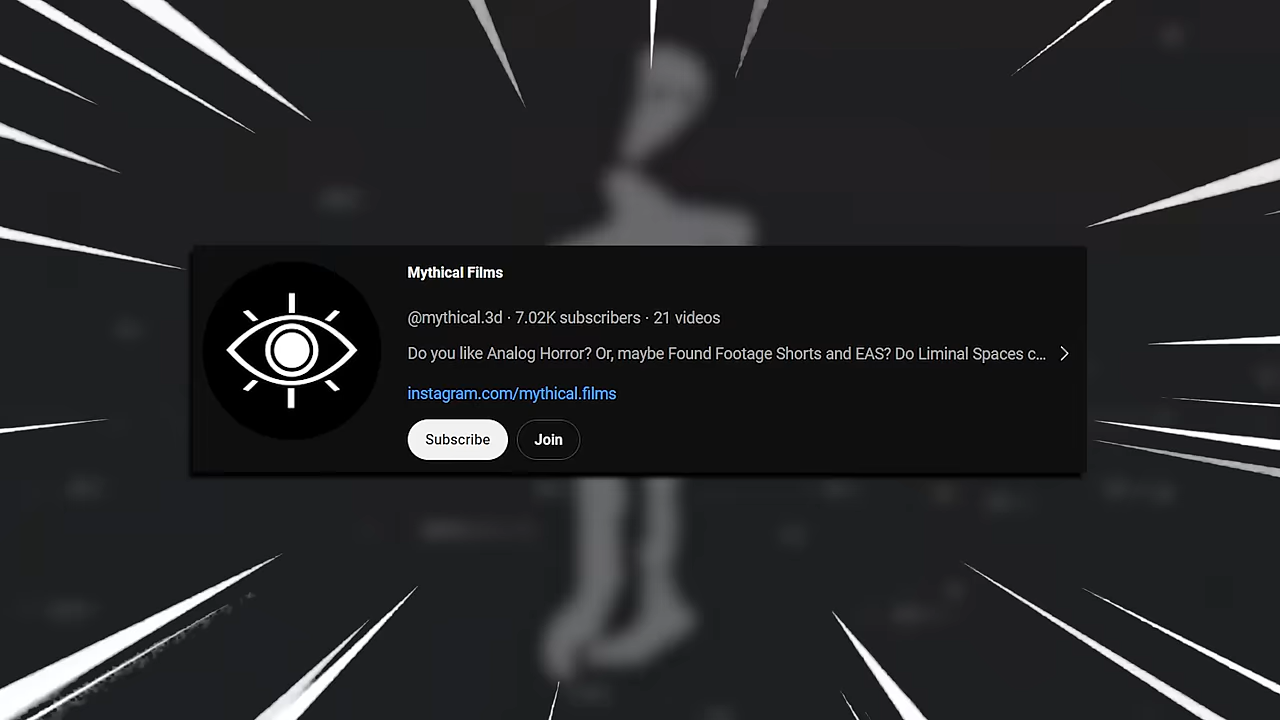 Mythical Films
@mythical.3d · 7.02K subscribers · 21 videos
Do you like Analog Horror? Or, maybe Found Footage Shorts and EAS? Do Liminal Spaces c...
instagram.com/mythical.films
Subscribe Join